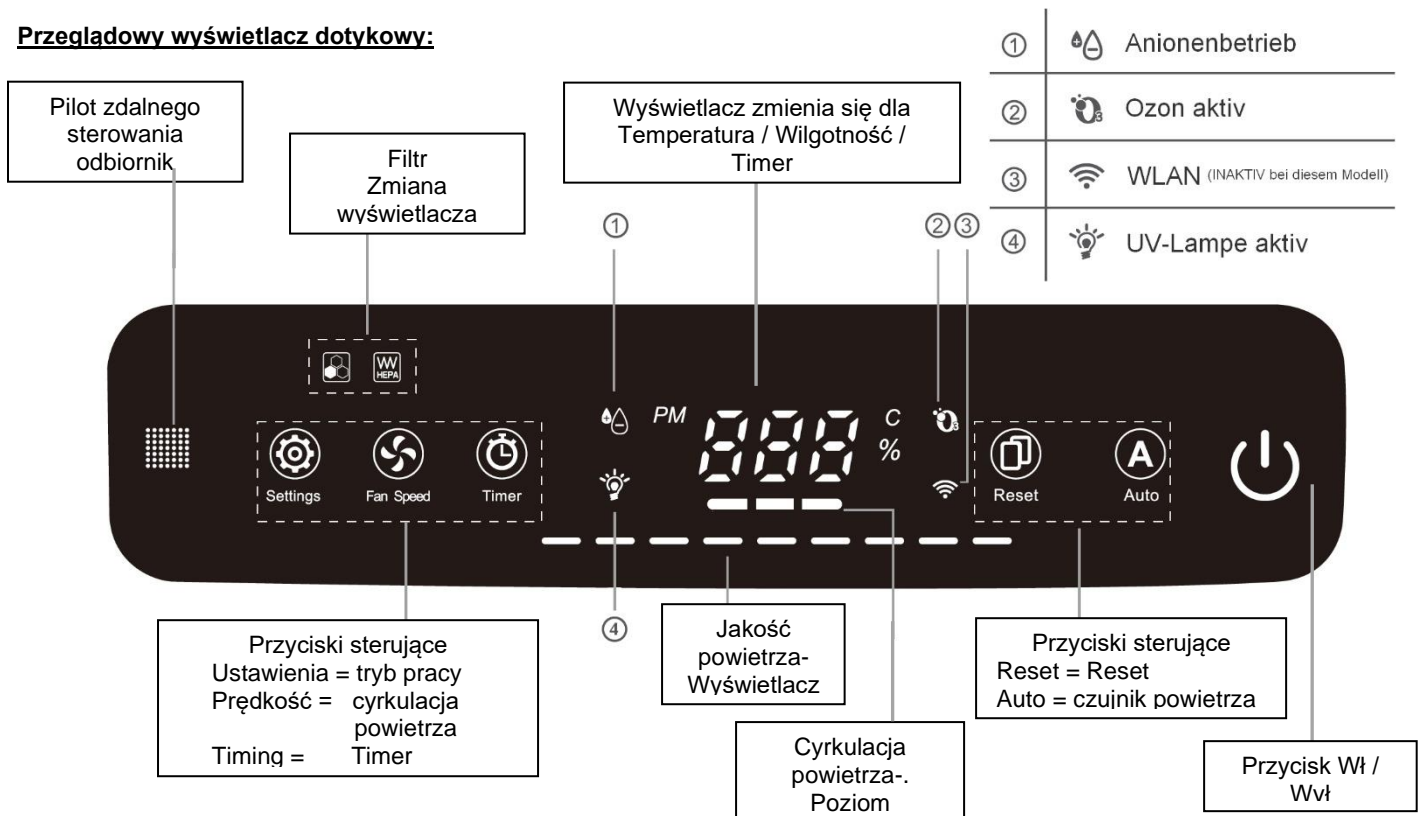 Przeglądowy wyświetlacz dotykowy:
① Anionenbetrieb
② Ozon aktiv
③ WLAN (INAKTIV bei diesem Modell)
④ UV-Lampe aktiv
Pilot zdalnego
sterowania
odbiornik
Filtr
Zmiana
wyświetlacza
Wyświetlacz zmienia się dla
Temperatura / Wilgotność /
Timer
①
②③
HEPA
PM
888
C
%
O3
Settings
Fan Speed
Timer
Reset
A
Auto
④
Przyciski sterujące
Ustawienia = tryb pracy
Prędkość = cyrkulacja
powietrza
Timing = Timer
Jakość
powietrza-
Wyświetlacz
Cyrkulacja
powietrza-.
Poziom
Przyciski sterujące
Reset = Reset
Auto = czujnik powietrza
Przycisk Wł /
Wył